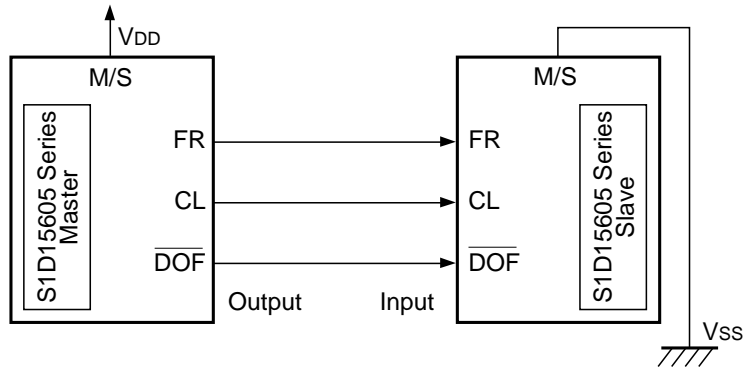 VDD
M/S
S1D15605 Series
Master
FR
CL
DOF
Output
Input
M/S
FR
CL
DOF
S1D15605 Series
Slave
VSS